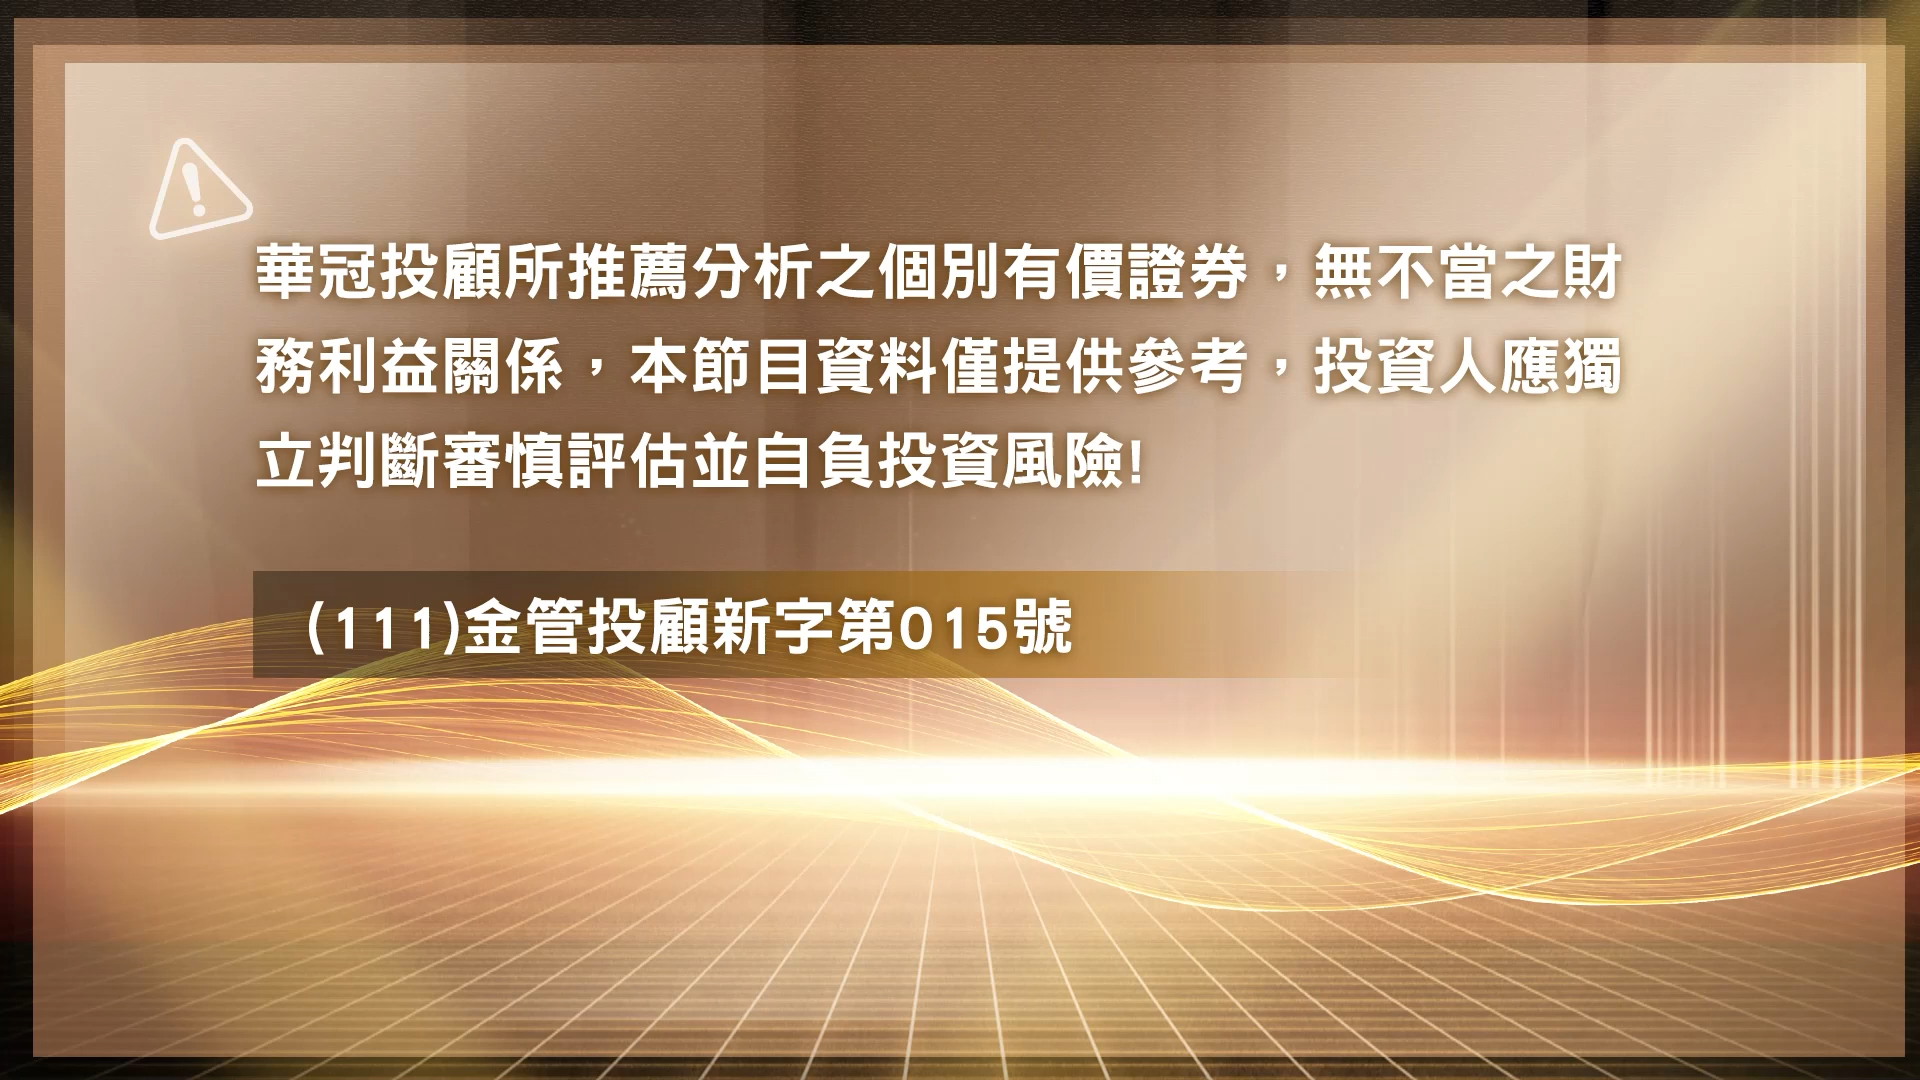 華冠投顧所推薦分析之個別有價證券，無不當之財
務利益關係，本節目資料僅提供參考，投資人應獨
立判斷審慎評估並自負投資風險!
(111)金管投顧新字第015號